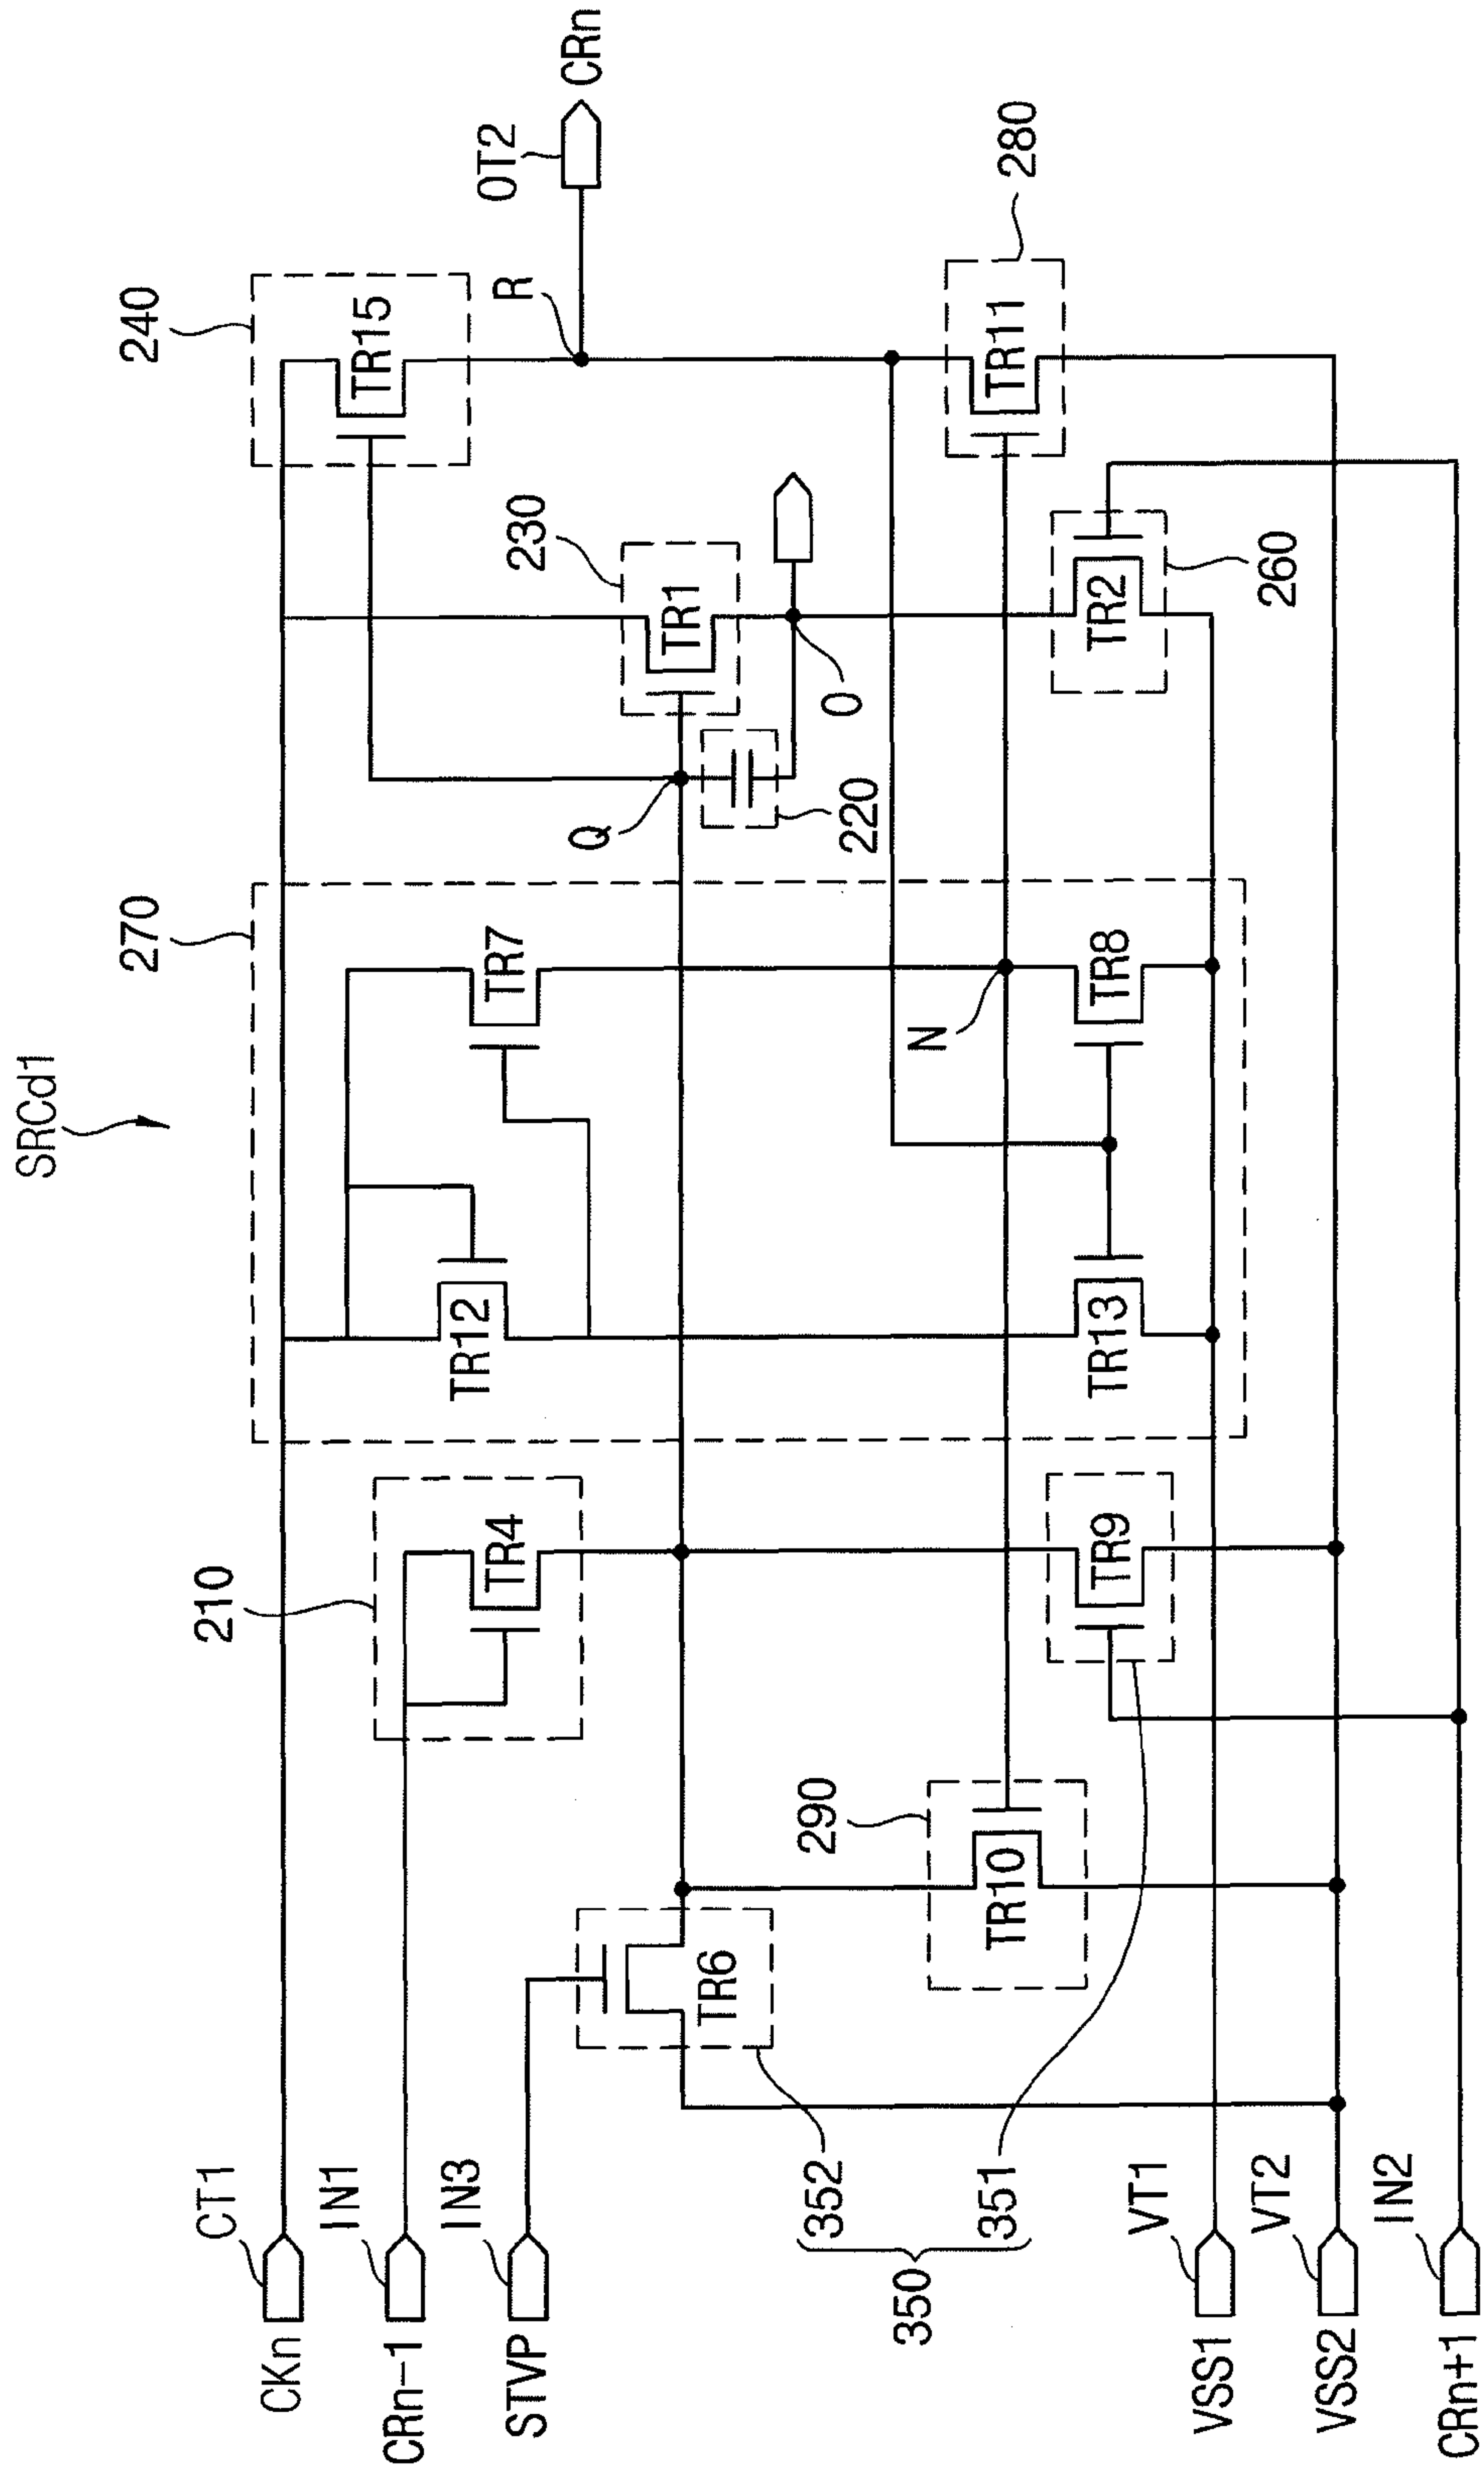 SRCd1
270
240
210
230
CT1
CKn
IN1
CRn-1
IN3
STVP
TR4
TR12
TR7
TR15
R
OT2
CRn
TR1
Q
220
O
TR6
352
351
350
290
TR10
N
TR11
280
TR9
TR13
TR8
TR2
260
VT1
VSS1
VT2
VSS2
IN2
CRn+1